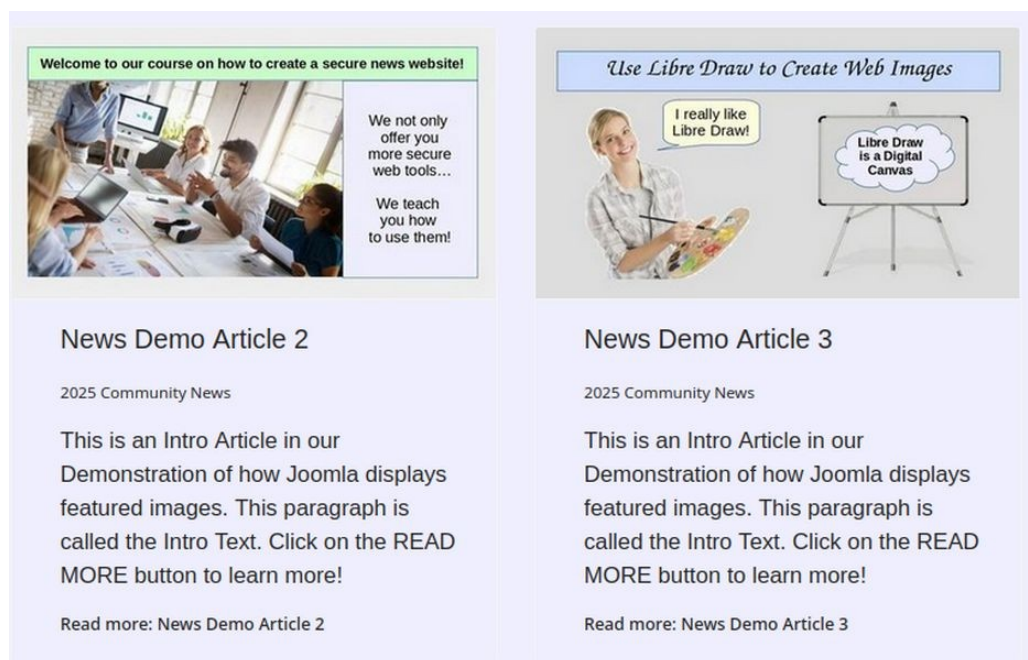 Welcome to our course on how to create a secure news website!
We not only
offer you
more secure
web tools...
We teach
you how
to use them!
News Demo Article 2
2025 Community News
This is an Intro Article in our
Demonstration of how Joomla displays
featured images. This paragraph is
called the Intro Text. Click on the READ
MORE button to learn more!
Read more: News Demo Article 2
Use Libre Draw to Create Web Images
I really like
Libre Draw!
Libre Draw
is a Digital
Canvas
News Demo Article 3
2025 Community News
This is an Intro Article in our
Demonstration of how Joomla displays
featured images. This paragraph is
called the Intro Text. Click on the READ
MORE button to learn more!
Read more: News Demo Article 3